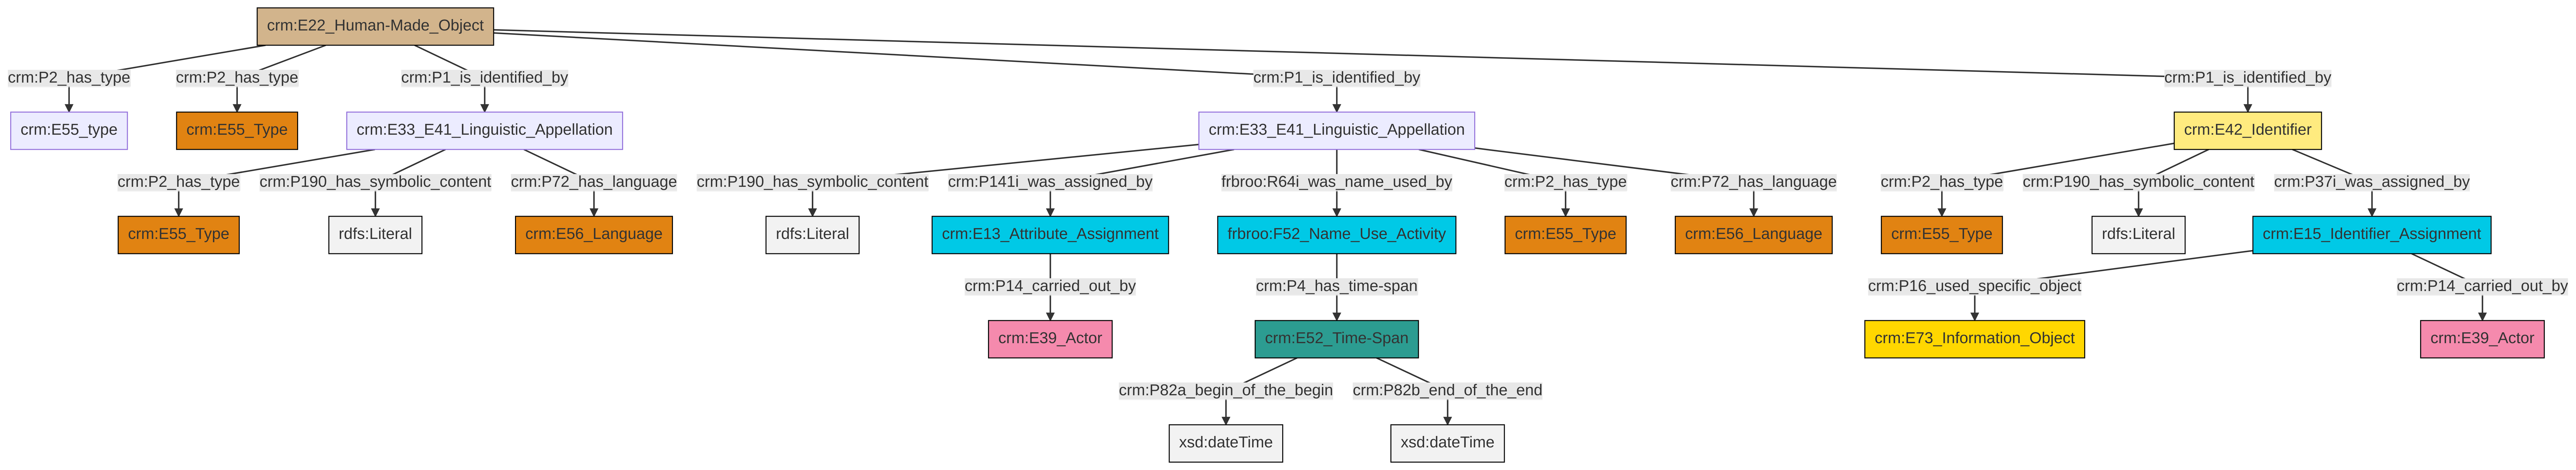 crm:E22_Human-Made_Object
crm:P2_has_type
crm:P2_has_type
crm:P1_is_identified_by
crm:P1_is_identified_by
crm:P1_is_identified_by
crm:E55_type
crm:E55_Type
crm:E33_E41_Linguistic_Appellation
crm:E33_E41_Linguistic_Appellation
crm:E42_Identifier
crm:P2_has_type
crm:P190_has_symbolic_content
crm:P72_has_language
crm:P190_has_symbolic_content
crm:P141i_was_assigned_by
frbroo:R64i_was_name_used_by
crm:P2_has_type
crm:P72_has_language
crm:P2_has_type
crm:P190_has_symbolic_content
crm:P37i_was_assigned_by
crm:E55_Type
rdfs:Literal
crm:E56_Language
rdfs:Literal
crm:E13_Attribute_Assignment
frbroo:F52_Name_Use_Activity
crm:E55_Type
crm:E56_Language
crm:E55_Type
rdfs:Literal
crm:E15_Identifier_Assignment
crm:P14_carried_out_by
crm:P4_has_time-span
crm:P16_used_specific_object
crm:P14_carried_out_by
crm:E39_Actor
crm:E52_Time-Span
crm:E73_Information_Object
crm:E39_Actor
crm:P82a_begin_of_the_begin
crm:P82b_end_of_the_end
xsd:dateTime
xsd:dateTime